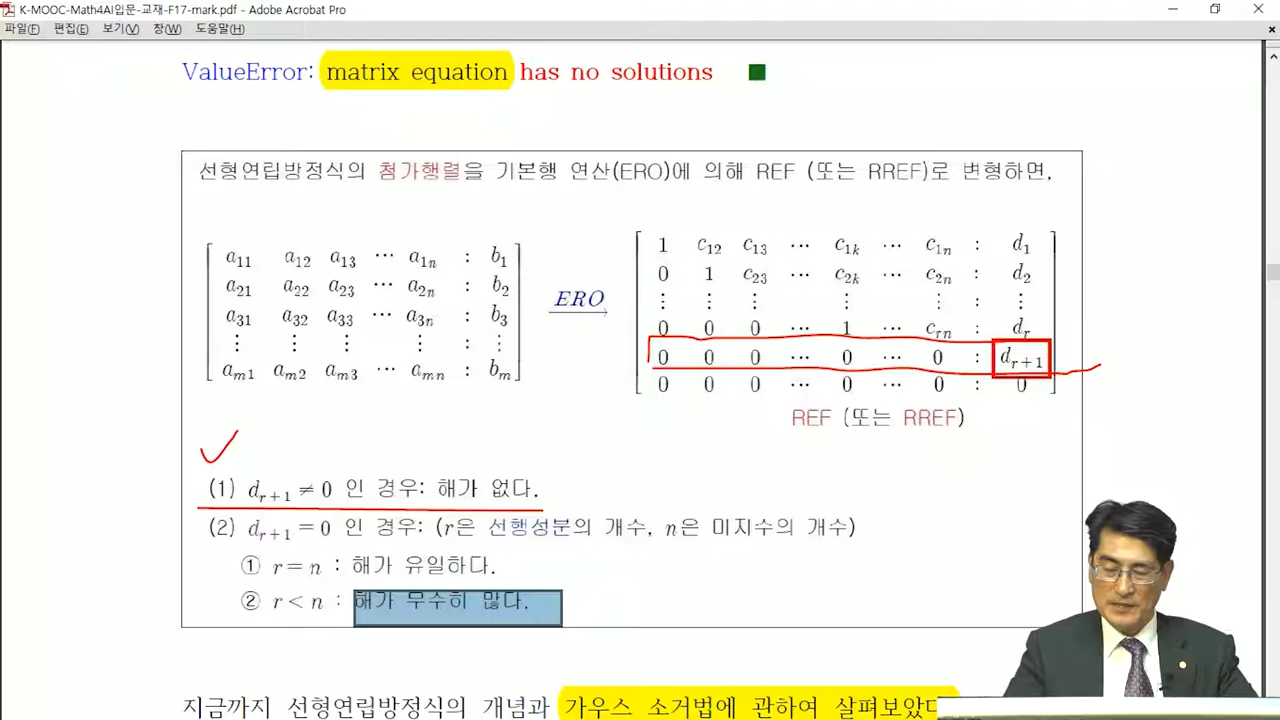 K-MOOC-Math4AI입문-교재-F17-mark.pdf - Adobe Acrobat Pro
파일(F) 편집(E) 보기(V) 창(W) 도움말(H)
ValueError: matrix equation has no solutions
선형연립방정식의 첨가행렬을 기본행 연산(ERO)에 의해 REF (또는 RREF)로 변형하면,
a₁₁ a₁₂ a₁₃ ⋯ a₁ₙ : b₁
a₂₁ a₂₂ a₂₃ ⋯ a₂ₙ : b₂
a₃₁ a₃₂ a₃₃ ⋯ a₃ₙ : b₃
⋮ ⋮ ⋮ ⋮ : ⋮
aₘ₁ aₘ₂ aₘ₃ ⋯ aₘₙ : bₘ
ERO
1 c₁₂ c₁₃ ⋯ c₁ₖ ⋯ c₁ₙ : d₁
0 1 c₂₃ ⋯ c₂ₖ ⋯ c₂ₙ : d₂
⋮ ⋮ ⋮ ⋮ ⋮ : ⋮
0 0 0 ⋯ 1 ⋯ cᵣₙ : dᵣ
0 0 0 ⋯ 0 ⋯ 0 : dᵣ₊₁
0 0 0 ⋯ 0 ⋯ 0 : 0
REF (또는 RREF)
(1) dᵣ₊₁ ≠ 0 인 경우: 해가 없다.
(2) dᵣ₊₁ = 0 인 경우: (r은 선행성분의 개수, n은 미지수의 개수)
① r = n : 해가 유일하다.
② r < n : 해가 무수히 많다.
지금까지 선형연립방정식의 개념과 가우스 소거법에 관하여 살펴보았다